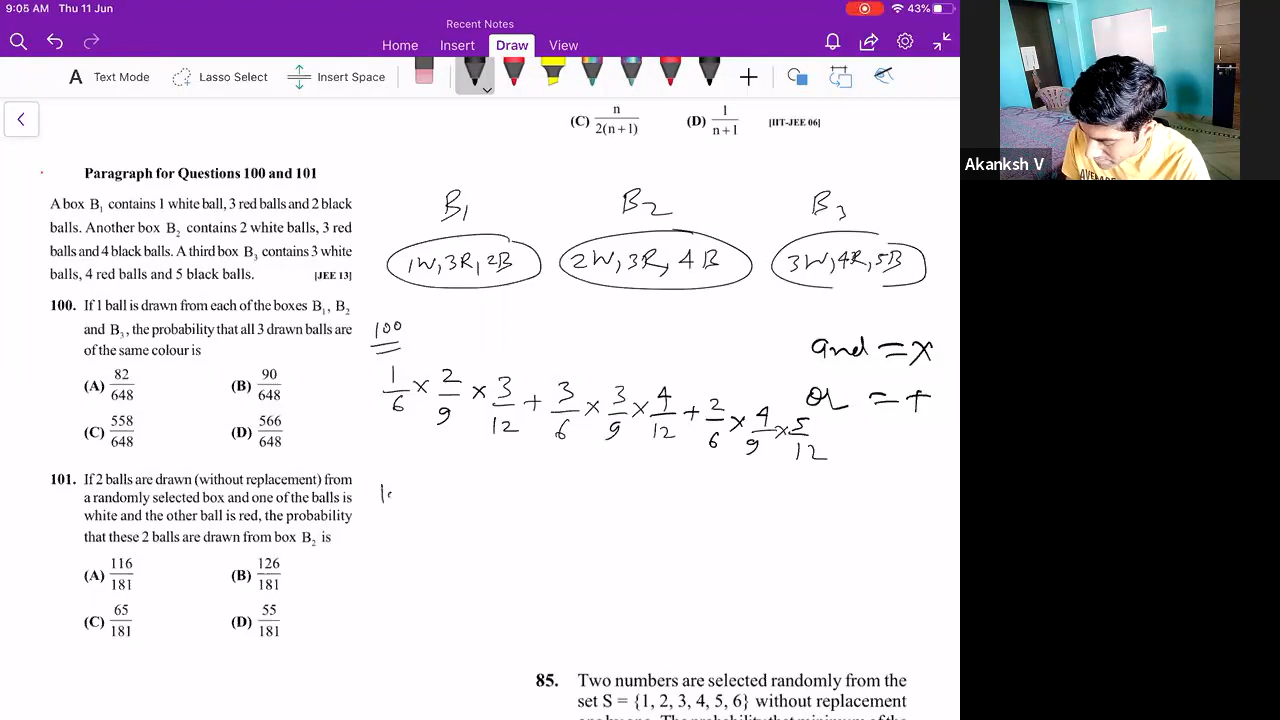 9:05 AM Thu 11 Jun
43%
Recent Notes
Home Insert Draw View
A Text Mode Lasso Select Insert Space
(C) n/2(n+1) (D) 1/n+1 [IIT-JEE 06]
Akanksh V
AVERAGE
Paragraph for Questions 100 and 101
A box B₁ contains 1 white ball, 3 red balls and 2 black
balls. Another box B₂ contains 2 white balls, 3 red
balls and 4 black balls. A third box B₃ contains 3 white
balls, 4 red balls and 5 black balls. [JEE 13]
B₁ B₂ B₃
1W, 3R, 2B 2W, 3R, 4B 3W, 4R, 5B
100. If 1 ball is drawn from each of the boxes B₁, B₂
and B₃, the probability that all 3 drawn balls are
of the same colour is
(A) 82/648 (B) 90/648
(C) 558/648 (D) 566/648
100
and = ×
or = +
1/6 × 2/9 × 3/12 + 3/6 × 3/9 × 4/12 + 2/6 × 4/9 × 5/12
101. If 2 balls are drawn (without replacement) from
a randomly selected box and one of the balls is
white and the other ball is red, the probability
that these 2 balls are drawn from box B₂ is
(A) 116/181 (B) 126/181
(C) 65/181 (D) 55/181
85. Two numbers are selected randomly from the
set S = {1, 2, 3, 4, 5, 6} without replacement
one by one. The probability that minimum of the